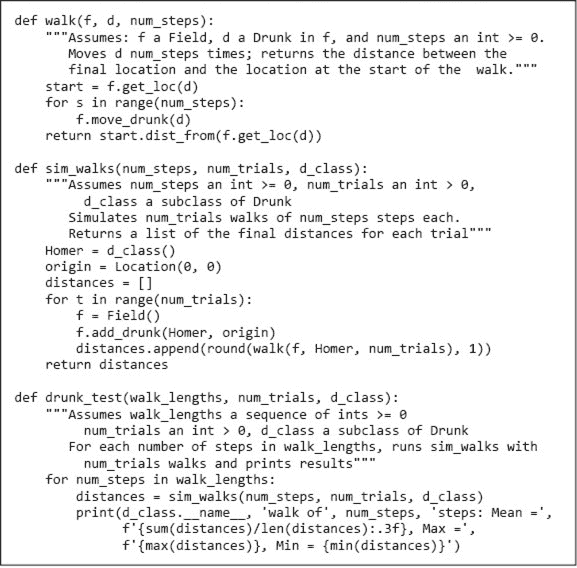 def walk(f, d, num_steps):
    """Assumes: f a Field, d a Drunk in f, and num_steps an int >= 0.
       Moves d num_steps times; returns the distance between the
       final location and the location at the start of the  walk."""
    start = f.get_loc(d)
    for s in range(num_steps):
        f.move_drunk(d)
    return start.dist_from(f.get_loc(d))

def sim_walks(num_steps, num_trials, d_class):
    """Assumes num_steps an int >= 0, num_trials an int > 0,
         d_class a subclass of Drunk
       Simulates num_trials walks of num_steps steps each.
       Returns a list of the final distances for each trial"""
    Homer = d_class()
    origin = Location(0, 0)
    distances = []
    for t in range(num_trials):
        f = Field()
        f.add_drunk(Homer, origin)
        distances.append(round(walk(f, Homer, num_trials), 1))
    return distances

def drunk_test(walk_lengths, num_trials, d_class):
    """Assumes walk_lengths a sequence of ints >= 0
         num_trials an int > 0, d_class a subclass of Drunk
       For each number of steps in walk_lengths, runs sim_walks with
         num_trials walks and prints results"""
    for num_steps in walk_lengths:
        distances = sim_walks(num_steps, num_trials, d_class)
        print(d_class.__name__, 'walk of', num_steps, 'steps: Mean =',
              f'{sum(distances)/len(distances):.3f}, Max =',
              f'{max(distances)}, Min = {min(distances)}')